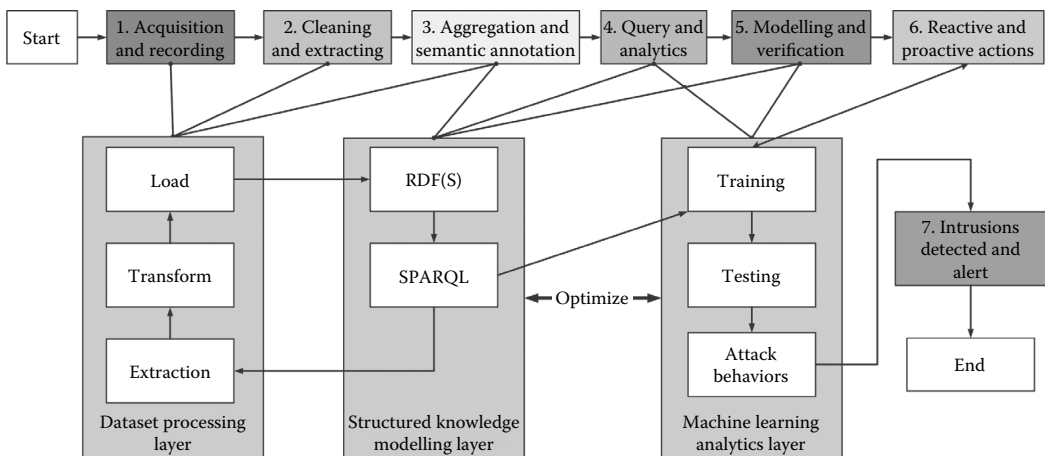 Start
1. Acquisition
and recording
2. Cleaning
and extracting
3. Aggregation and
semantic annotation
4. Query and
analytics
5. Modelling and
verification
6. Reactive and
proactive actions
Load
Transform
Extraction
Dataset processing
layer
RDF(S)
SPARQL
Structured knowledge
modelling layer
Optimize
Training
Testing
Attack
behaviors
Machine learning
analytics layer
7. Intrusions
detected and
alert
End